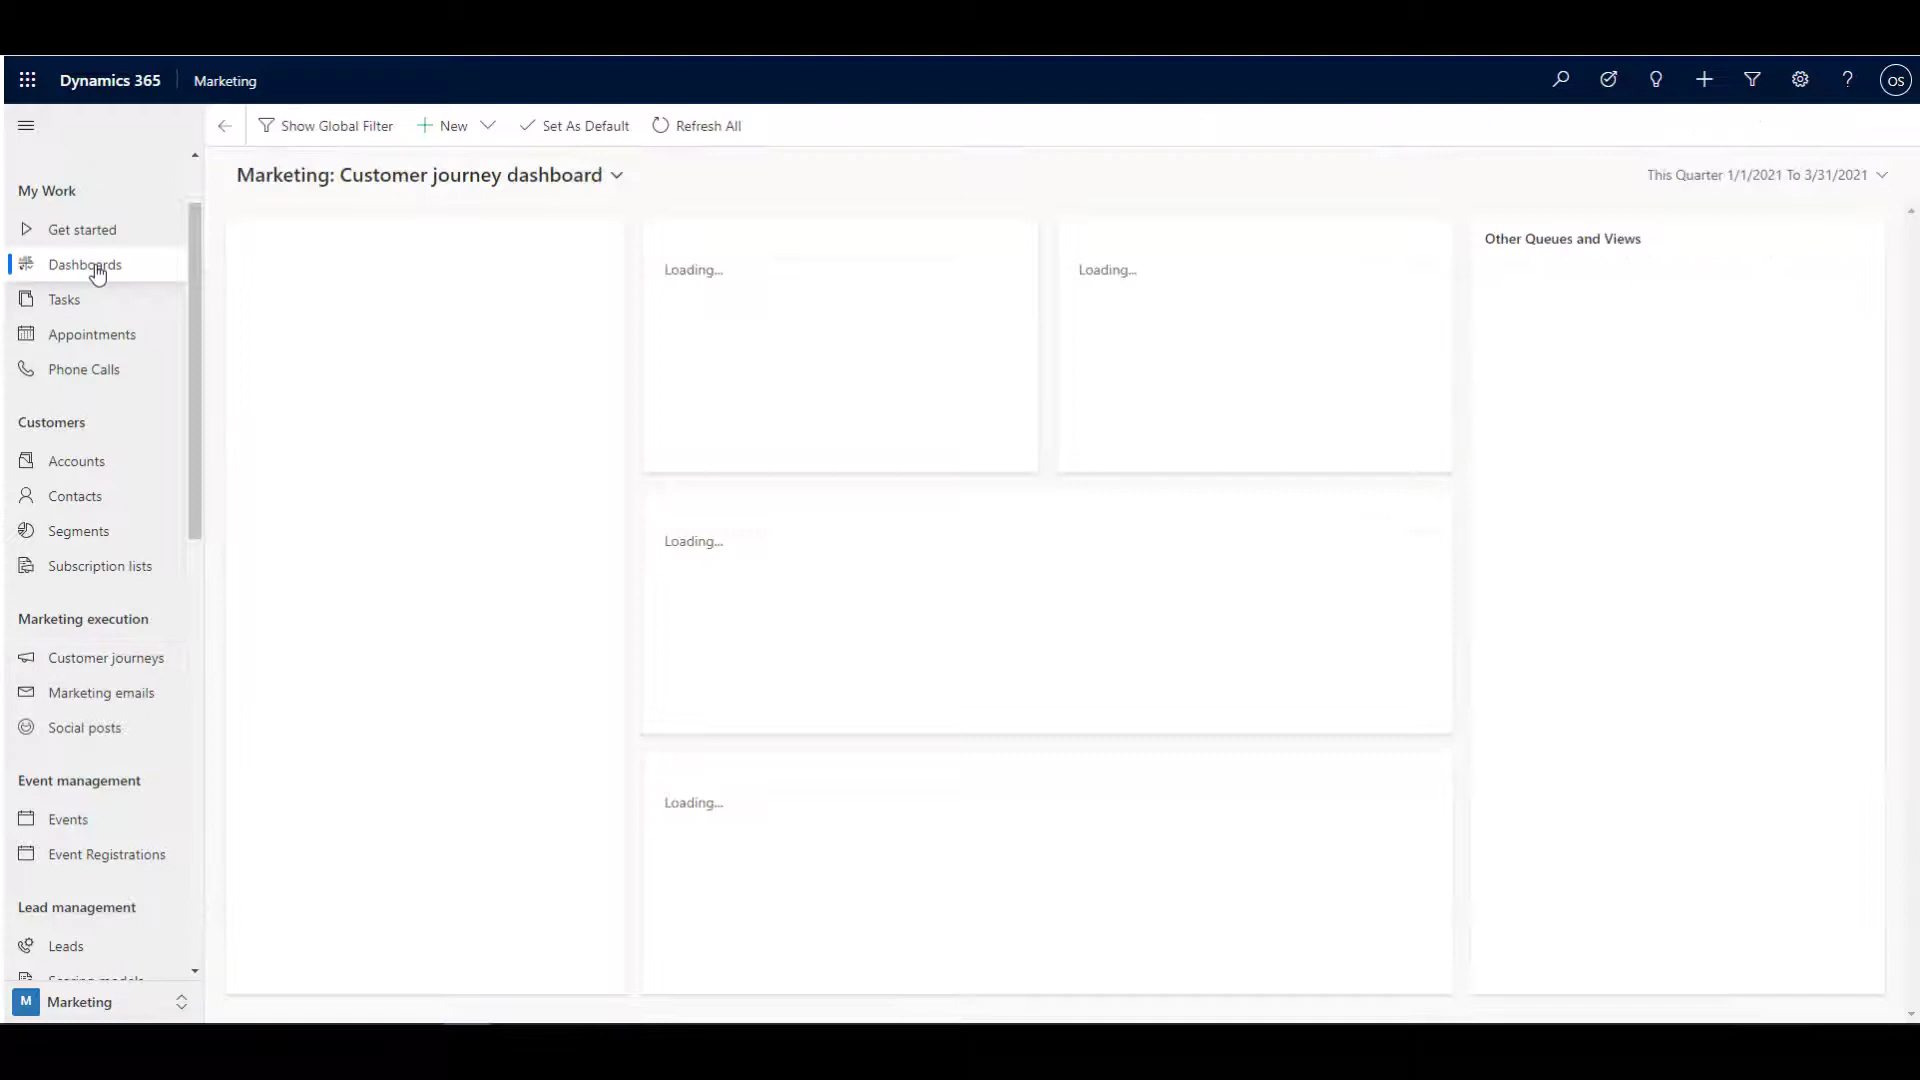 Dynamics 365
Marketing
OS
Show Global Filter
New
Set As Default
Refresh All
Marketing: Customer journey dashboard
This Quarter 1/1/2021 To 3/31/2021
My Work
Get started
Dashboards
Tasks
Appointments
Phone Calls
Customers
Accounts
Contacts
Segments
Subscription lists
Marketing execution
Customer journeys
Marketing emails
Social posts
Event management
Events
Event Registrations
Lead management
Leads
Scoring models
M Marketing
Loading...
Loading...
Other Queues and Views
Loading...
Loading...